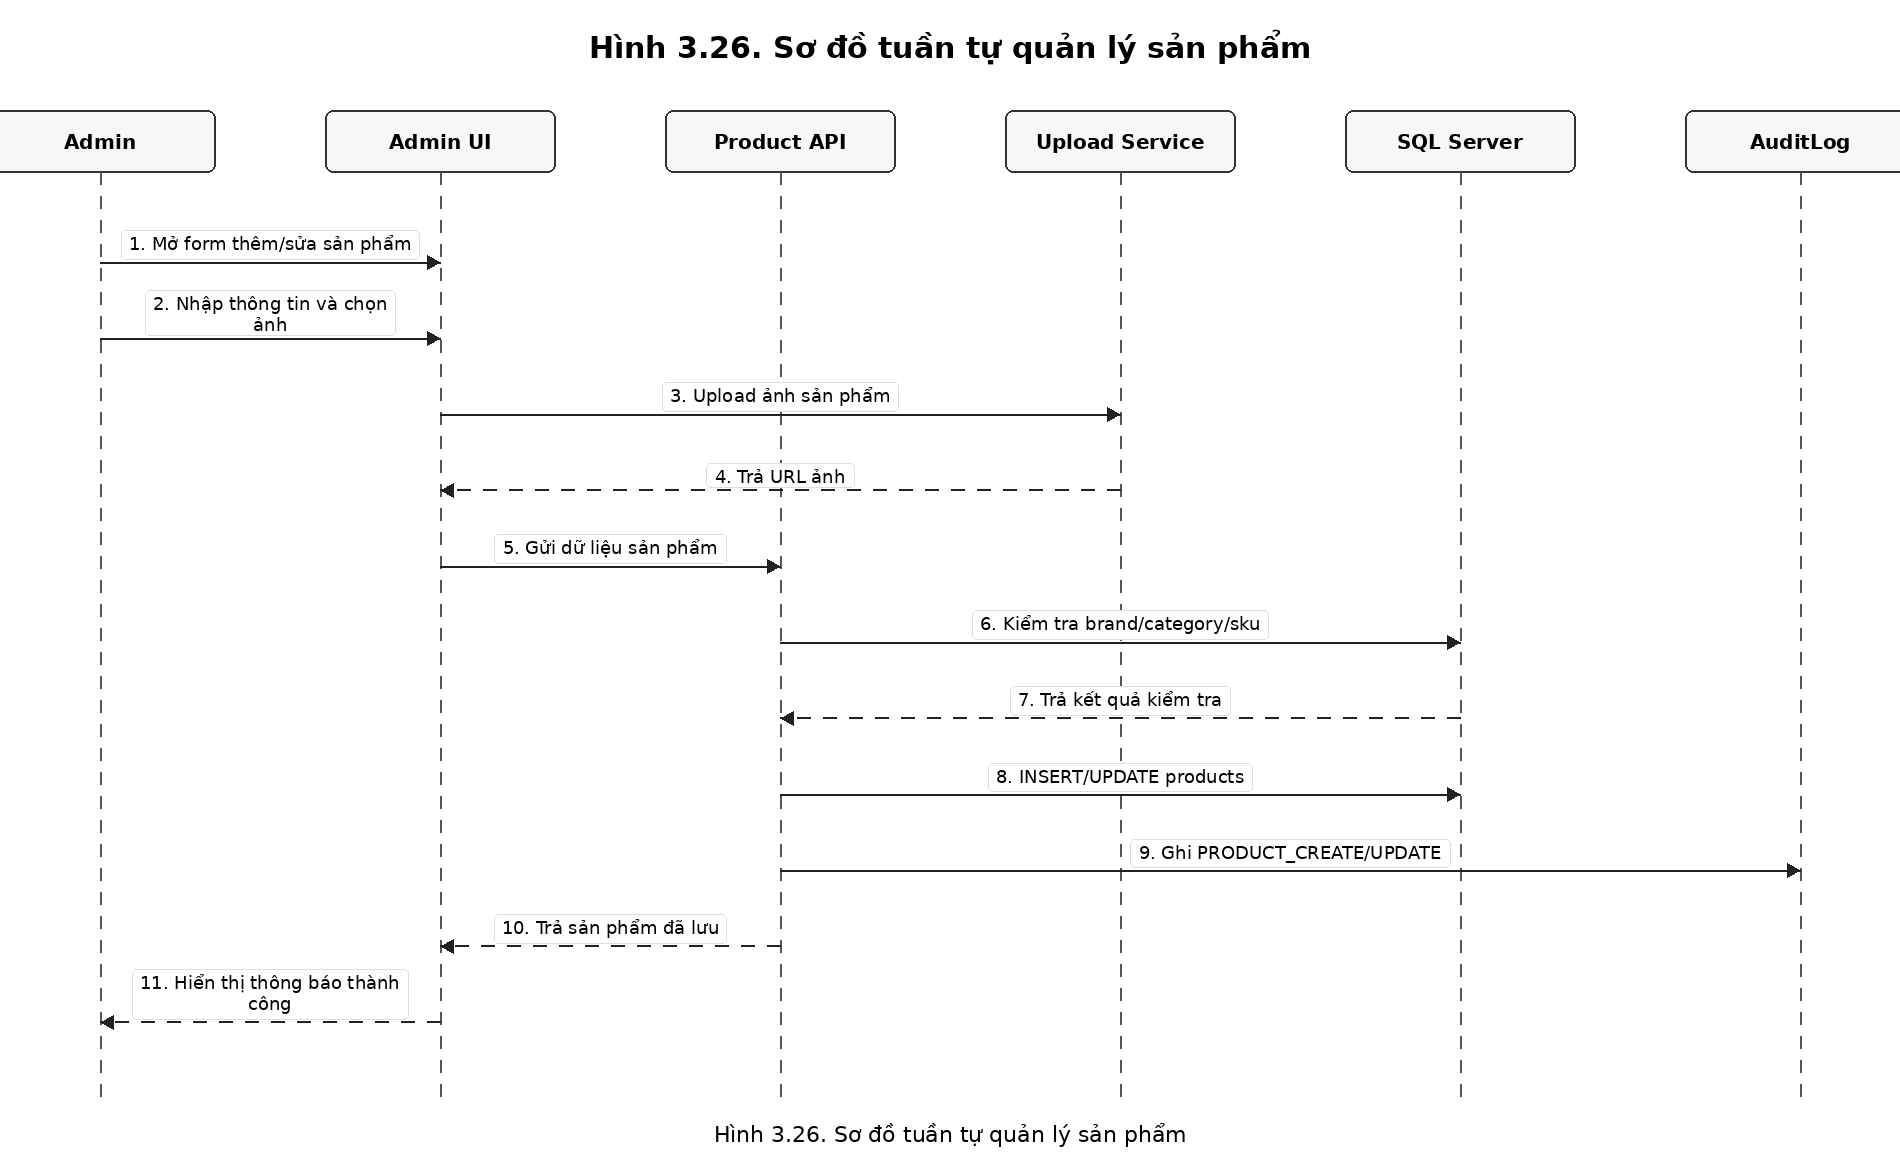 Hình 3.26. Sơ đồ tuần tự quản lý sản phẩm
Admin
Admin UI
Product API
Upload Service
SQL Server
AuditLog
1. Mở form thêm/sửa sản phẩm
2. Nhập thông tin và chọn
ảnh
3. Upload ảnh sản phẩm
4. Trả URL ảnh
5. Gửi dữ liệu sản phẩm
6. Kiểm tra brand/category/sku
7. Trả kết quả kiểm tra
8. INSERT/UPDATE products
9. Ghi PRODUCT_CREATE/UPDATE
10. Trả sản phẩm đã lưu
11. Hiển thị thông báo thành
công
Hình 3.26. Sơ đồ tuần tự quản lý sản phẩm